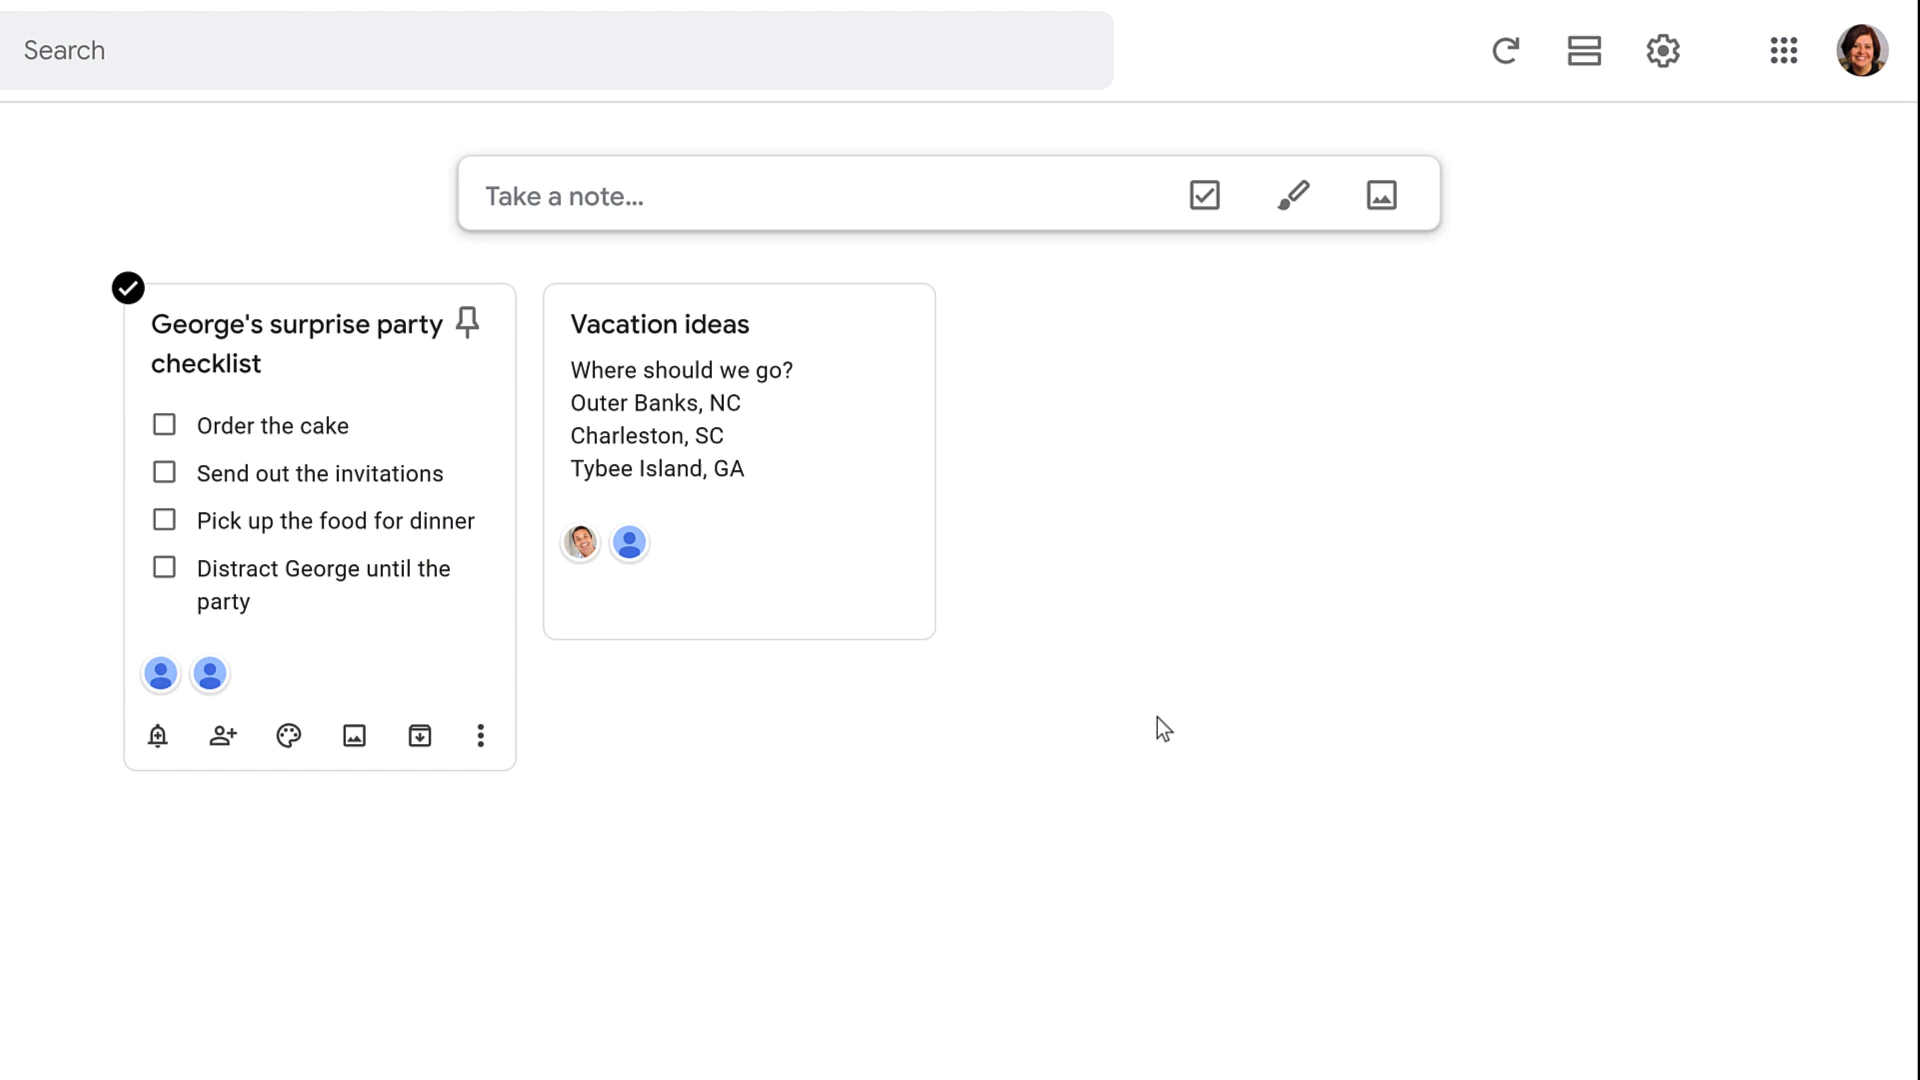 Search
Take a note...
George's surprise party
checklist
Order the cake
Send out the invitations
Pick up the food for dinner
Distract George until the
party
Vacation ideas
Where should we go?
Outer Banks, NC
Charleston, SC
Tybee Island, GA